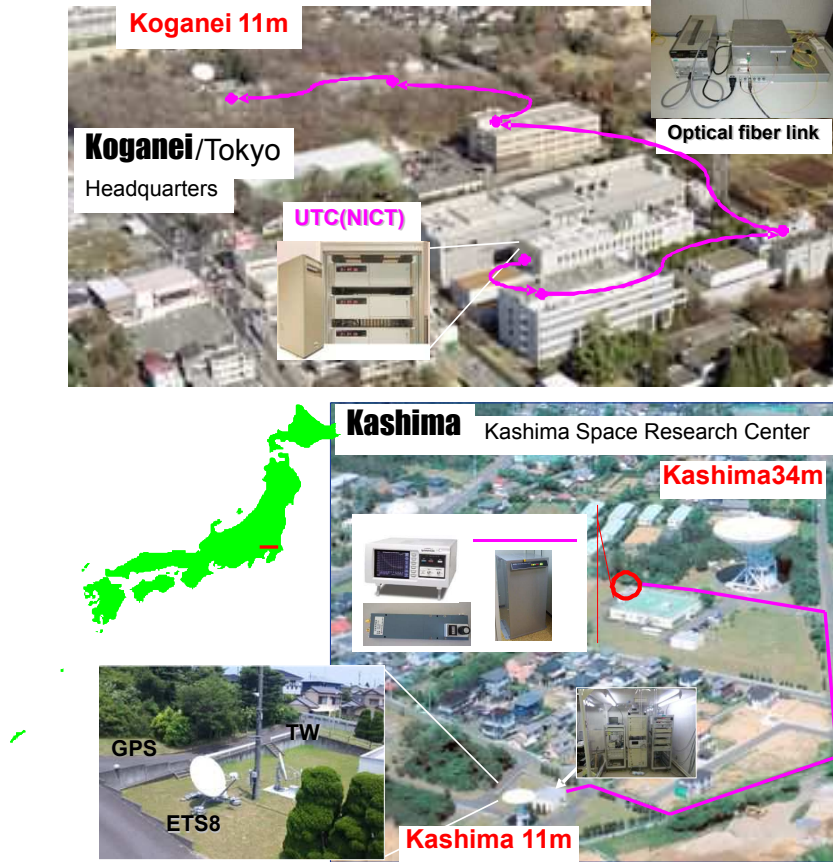 Koganei 11m
Optical fiber link
Koganei/Tokyo
Headquarters
UTC(NICT)
Kashima Kashima Space Research Center
Kashima34m
GPS
TW
ETS8
Kashima 11m